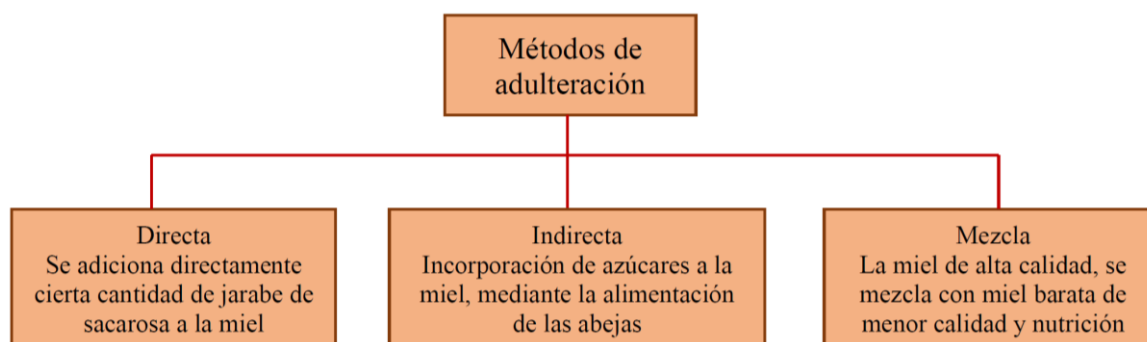 Métodos de
adulteración
Directa
Se adiciona directamente
cierta cantidad de jarabe de
sacarosa a la miel
Indirecta
Incorporación de azúcares a la
miel, mediante la alimentación
de las abejas
Mezcla
La miel de alta calidad, se
mezcla con miel barata de
menor calidad y nutrición